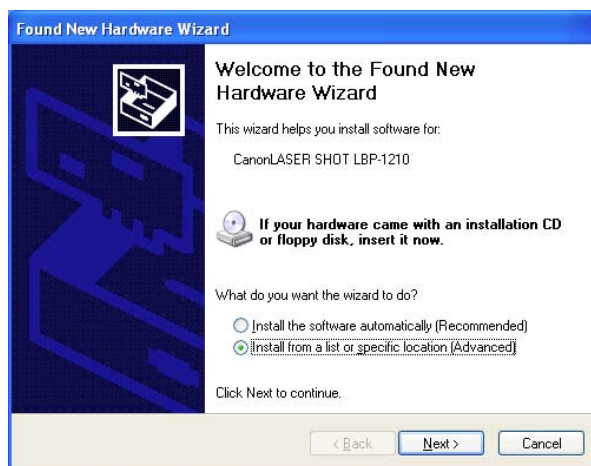 Found New Hardware Wizard
Welcome to the Found New
Hardware Wizard
This wizard helps you install software for:
CanonLASER SHOT LBP-1210
If your hardware came with an installation CD
or floppy disk, insert it now.
What do you want the wizard to do?
Install the software automatically (Recommended)
Install from a list or specific location (Advanced)
Click Next to continue.
< Back Next > Cancel